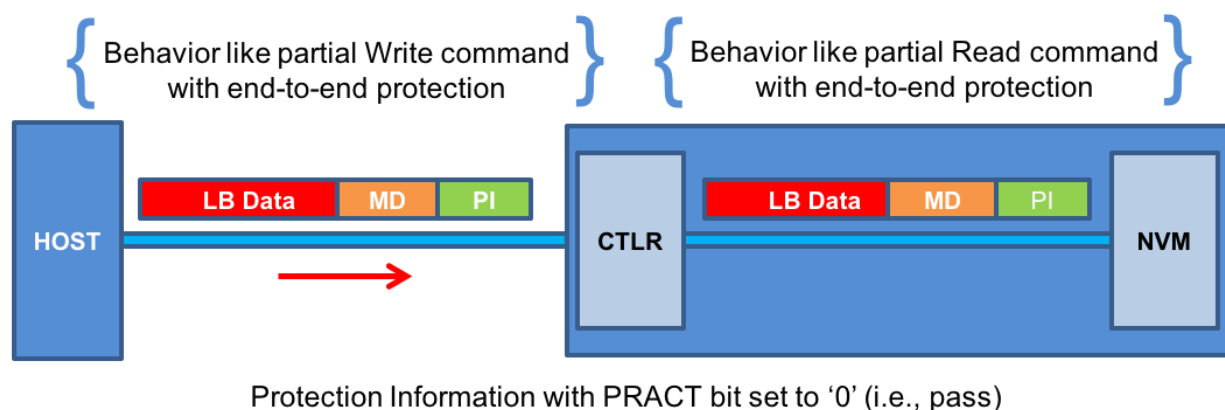 Behavior like partial Write command
with end-to-end protection
Behavior like partial Read command
with end-to-end protection
HOST
LB Data MD PI
CTLR
LB Data MD PI
NVM
Protection Information with PRACT bit set to ‘0’ (i.e., pass)